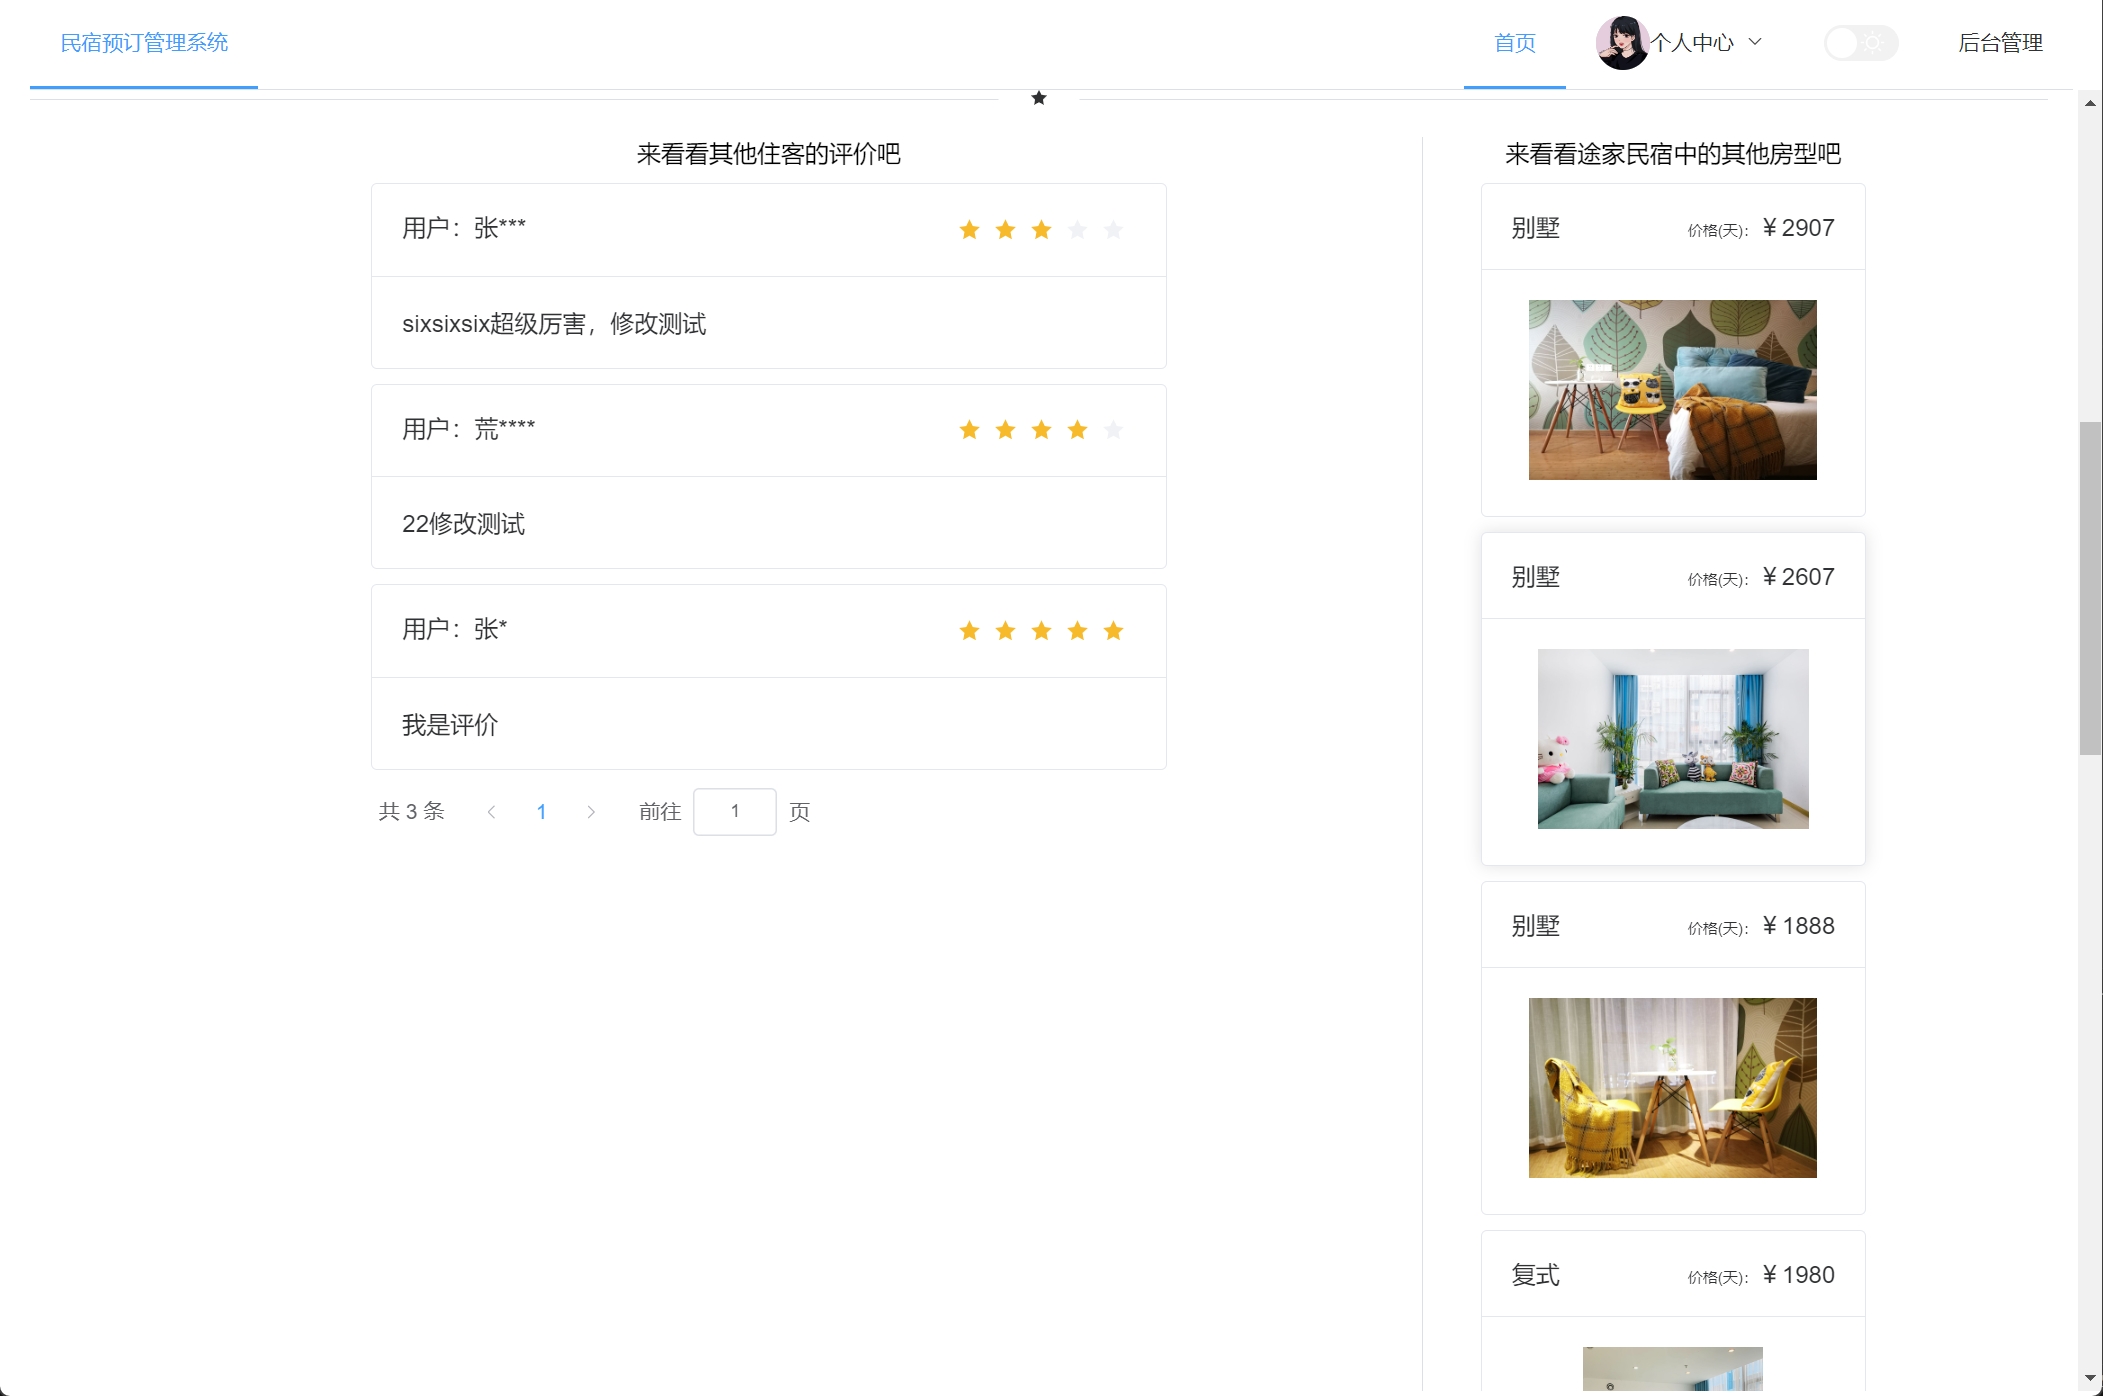 民宿预订管理系统
首页
个人中心
后台管理
来看看其他住客的评价吧
用户：张***
sixsixsix超级厉害，修改测试
用户：荒****
22修改测试
用户：张*
我是评价
共 3 条
1
前往
1
页
来看看途家民宿中的其他房型吧
别墅
价格(天)：￥2907
别墅
价格(天)：￥2607
别墅
价格(天)：￥1888
复式
价格(天)：￥1980